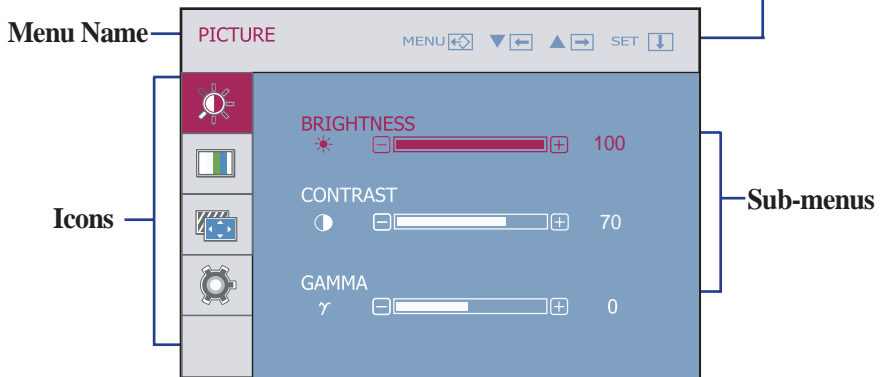 Menu Name
PICTURE
MENU ▼ ▲ SET
BRIGHTNESS
100
CONTRAST
70
GAMMA
γ 0
Icons
Sub-menus